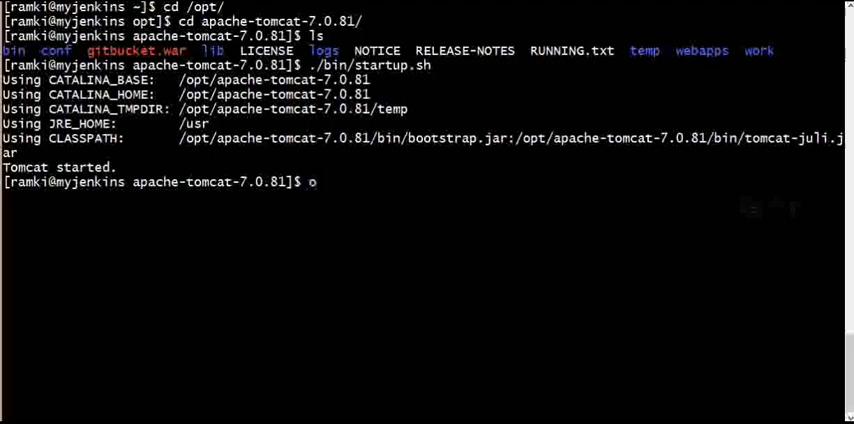 [ramki@myjenkins ~]$ cd /opt/
[ramki@myjenkins opt]$ cd apache-tomcat-7.0.81/
[ramki@myjenkins apache-tomcat-7.0.81]$ ls
bin conf gitbucket.war lib LICENSE logs NOTICE RELEASE-NOTES RUNNING.txt temp webapps work
[ramki@myjenkins apache-tomcat-7.0.81]$ ./bin/startup.sh
Using CATALINA_BASE: /opt/apache-tomcat-7.0.81
Using CATALINA_HOME: /opt/apache-tomcat-7.0.81
Using CATALINA_TMPDIR: /opt/apache-tomcat-7.0.81/temp
Using JRE_HOME: /usr
Using CLASSPATH: /opt/apache-tomcat-7.0.81/bin/bootstrap.jar:/opt/apache-tomcat-7.0.81/bin/tomcat-juli.j
ar
Tomcat started.
[ramki@myjenkins apache-tomcat-7.0.81]$ o